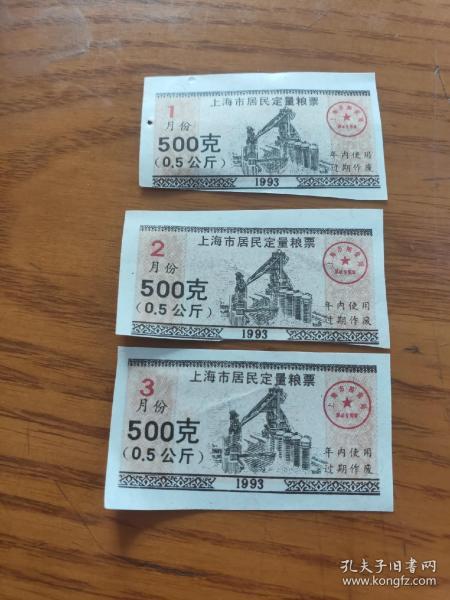 上海市居民定量粮票
1
月份
500克
(0.5公斤)
年内使用
过期作废
1993
上海市居民定量粮票
2
月份
500克
(0.5公斤)
年内使用
过期作废
1993
上海市居民定量粮票
3
月份
500克
(0.5公斤)
年内使用
过期作废
1993
孔夫子旧书网
www.kongfz.com